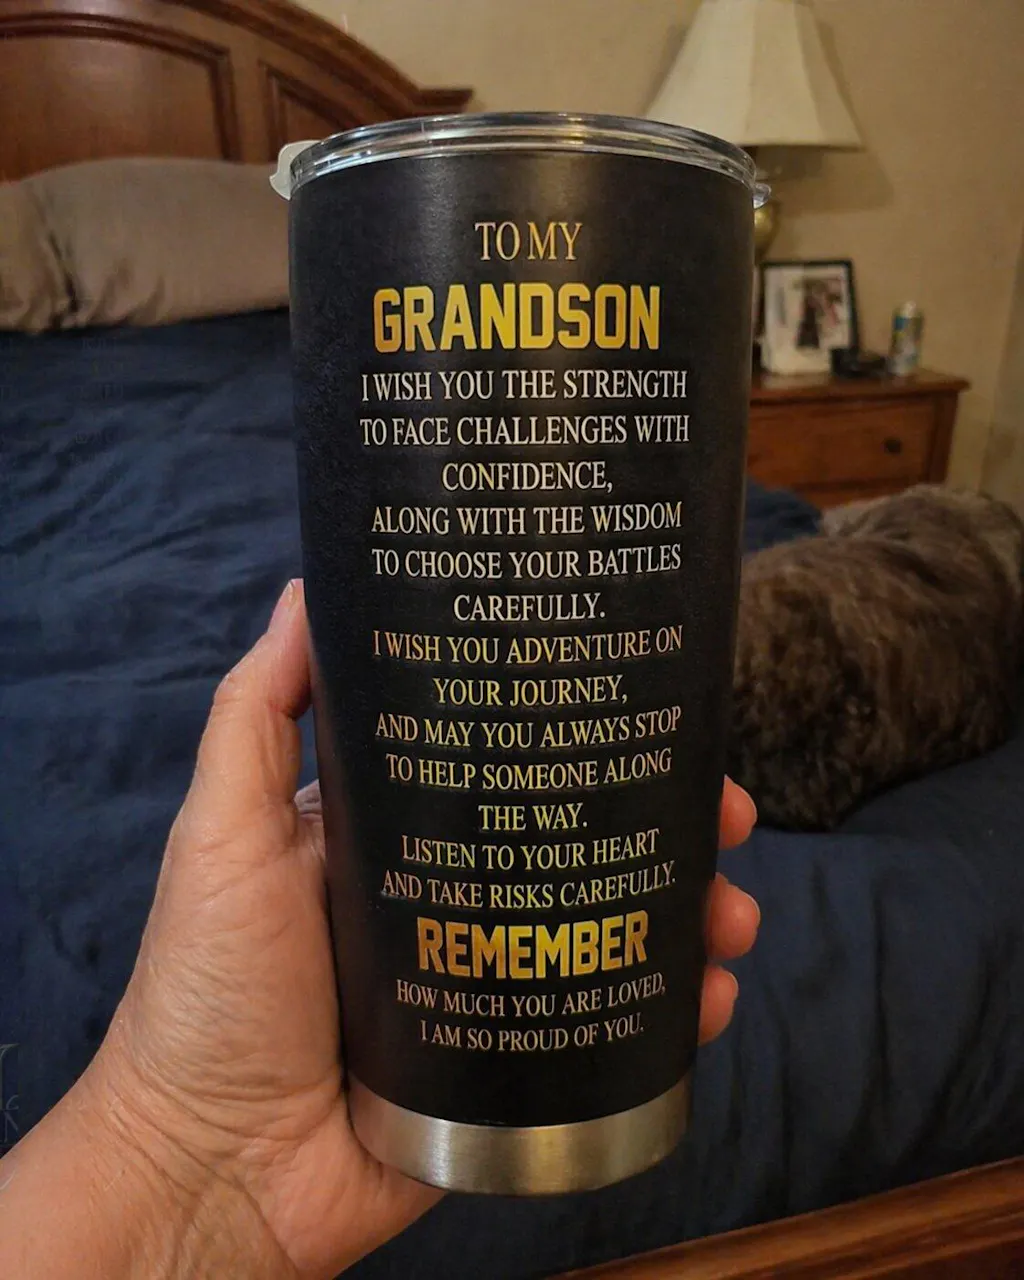 TO MY
GRANDSON
I WISH YOU THE STRENGTH
TO FACE CHALLENGES WITH
CONFIDENCE,
ALONG WITH THE WISDOM
TO CHOOSE YOUR BATTLES
CAREFULLY.
I WISH YOU ADVENTURE ON
YOUR JOURNEY,
AND MAY YOU ALWAYS STOP
TO HELP SOMEONE ALONG
THE WAY.
LISTEN TO YOUR HEART
AND TAKE RISKS CAREFULLY.
REMEMBER
HOW MUCH YOU ARE LOVED,
I AM SO PROUD OF YOU.